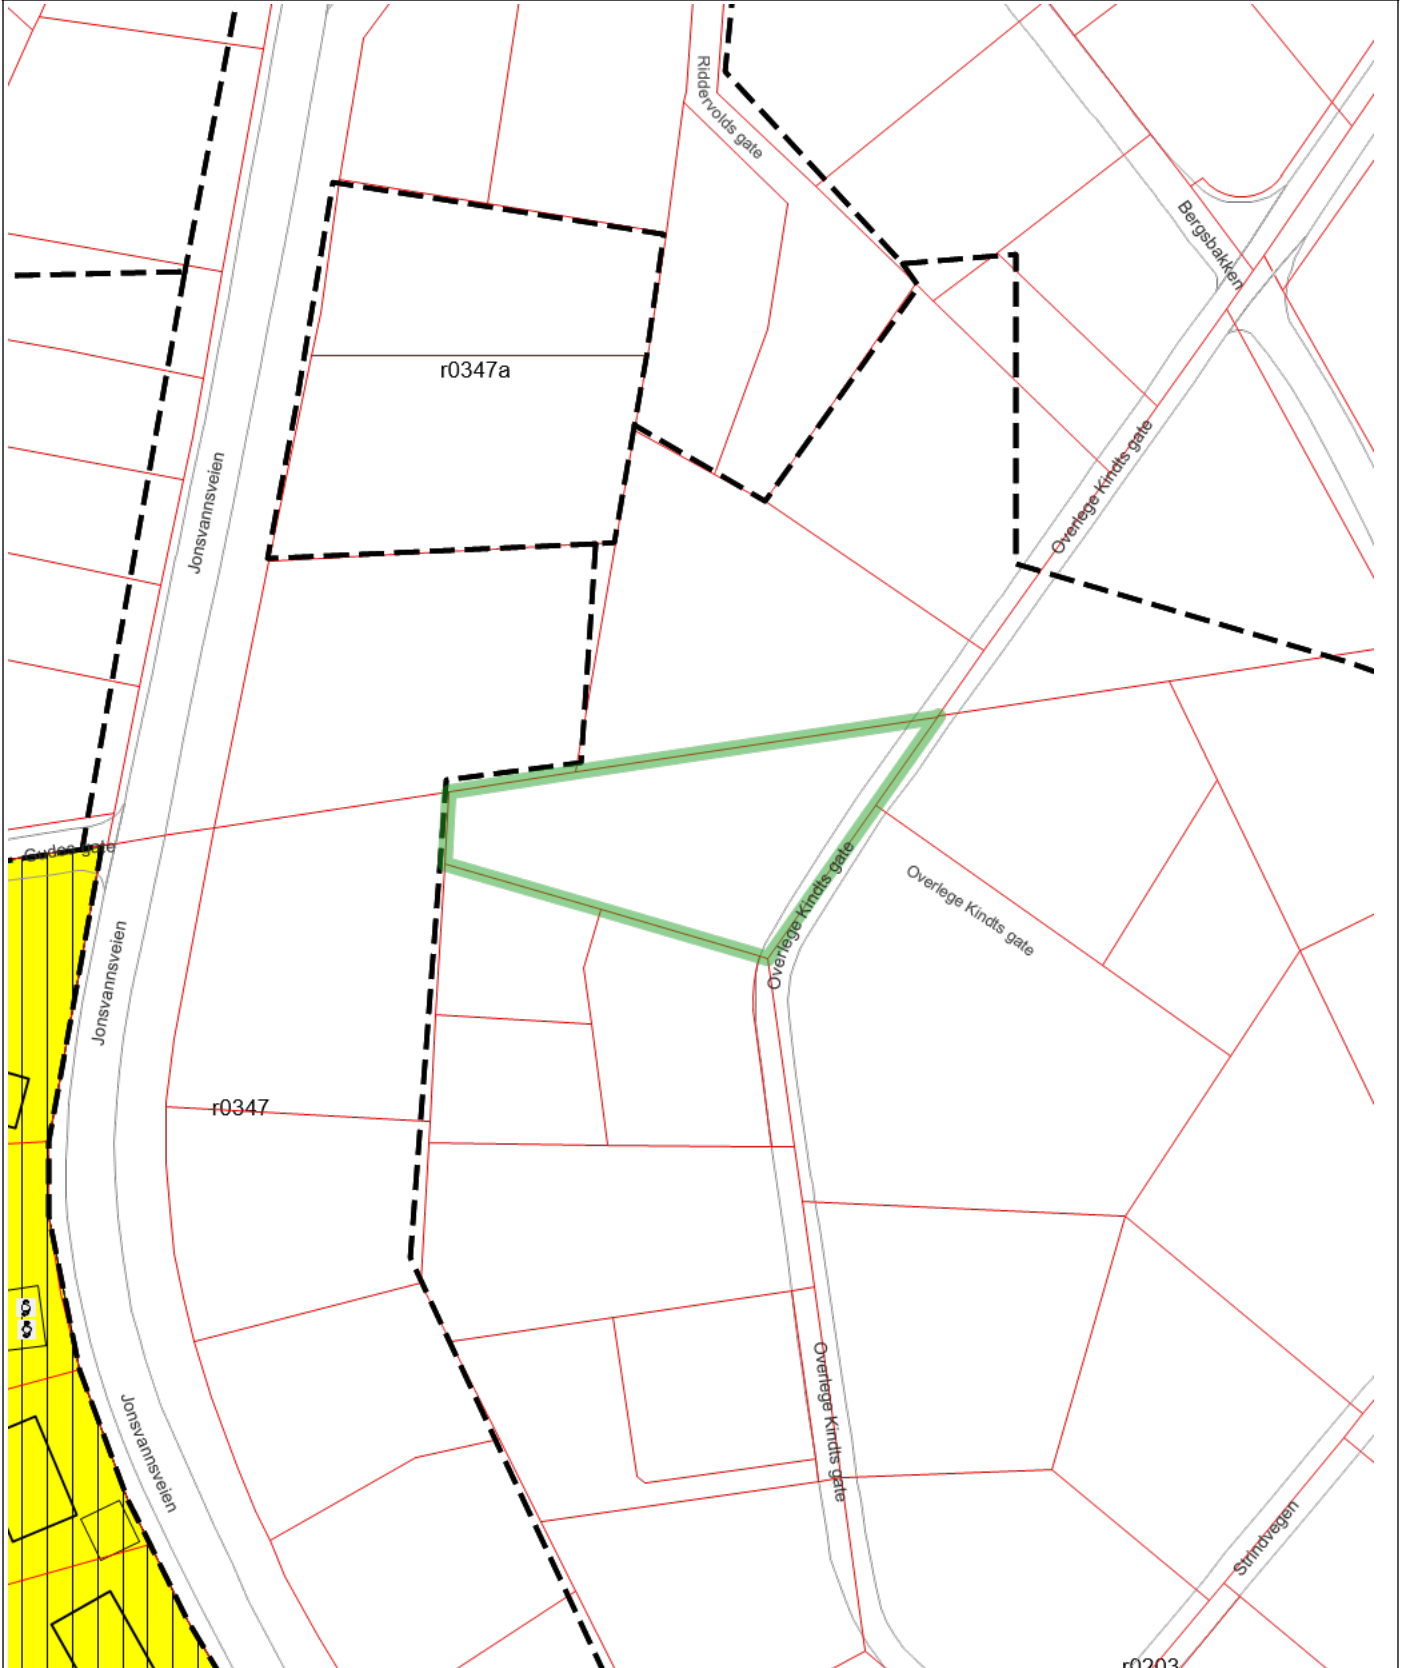 Riddervolds gate
Bergsbakken
r0347a
Jonsvannsveien
Overlege Kindts gate
Gudes gate
Overlege Kindts gate
Overlege Kindts gate
Jonsvannsveien
r0347
Overlege Kindts gate
Jonsvannsveien
Strindvegen
r0203